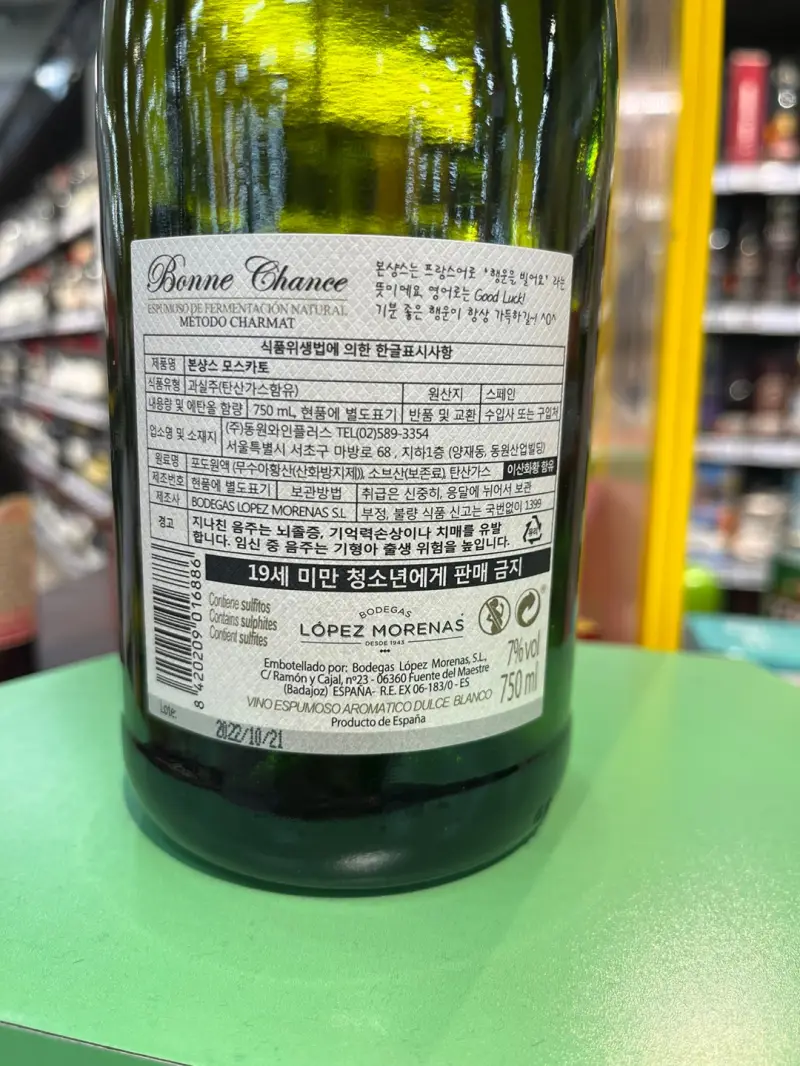 Bonne Chance
ESPUMOSO DE FERMENTACIÓN NATURAL
METODO CHARMAT
본샹스는 프랑스어로 "행운을 빌어요" 라는
뜻이에요, 영어로는 Good Luck!
기분 좋은 행운이 항상 가득하길~! ^0^
식품위생법에 의한 한글표시사항
제품명 본샹스 모스카토
식품유형 과실주(탄산가스함유) 원산지 스페인
내용량 및 에탄올 함량 750 mL, 현품에 별도표기 반품 및 교환 수입사 또는 구입처
업소명 및 소재지 (주)동원와인플러스 TEL(02)589-3354
서울특별시 서초구 마방로 68, 지하1층 (양재동, 동원산업빌딩)
원료명 포도원액 (무수아황산(산화방지제)), 소브산(보존료), 탄산가스 이산화황 함유
제조번호 현품에 별도표기 보관방법 취급은 신중히, 응달에 뉘어서 보관
제조사 BODEGAS LOPEZ MORENAS S.L 부정, 불량 식품 신고는 국번없이 1399
경고 지나친 음주는 뇌졸증, 기억력손상이나 치매를 유발
합니다. 임신 중 음주는 기형아 출생 위험을 높입니다.
유리
19세 미만 청소년에게 판매 금지
Contiene sulfitos
Contains sulphites
Contient sulfites
BODEGAS
LÓPEZ MORENAS
DESDE 1943
7%vol
750 ml
Embotellado por: Bodegas López Morenas, S.L.,
C/ Ramón y Cajal, nº23 - 06360 Fuente del Maestre
(Badajoz) ESPAÑA- R.E. EX 06-183/0 - ES
VINO ESPUMOSO AROMATICO DULCE. BLANCO
Producto de España
8 420209 016886
Lote:
2022/10/21